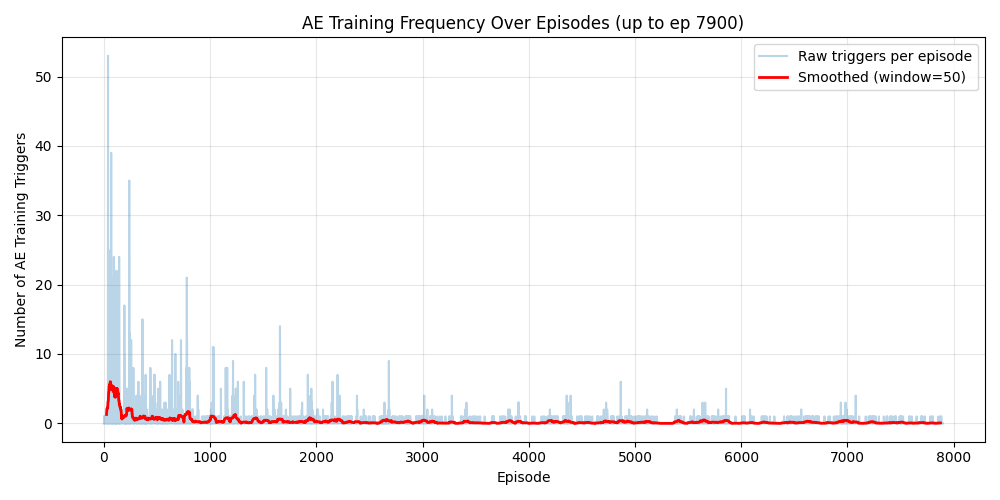 AE Training Frequency Over Episodes (up to ep 7900)
Raw triggers per episode
Smoothed (window=50)
Number of AE Training Triggers
50
40
30
20
10
0
0 1000 2000 3000 4000 5000 6000 7000 8000
Episode